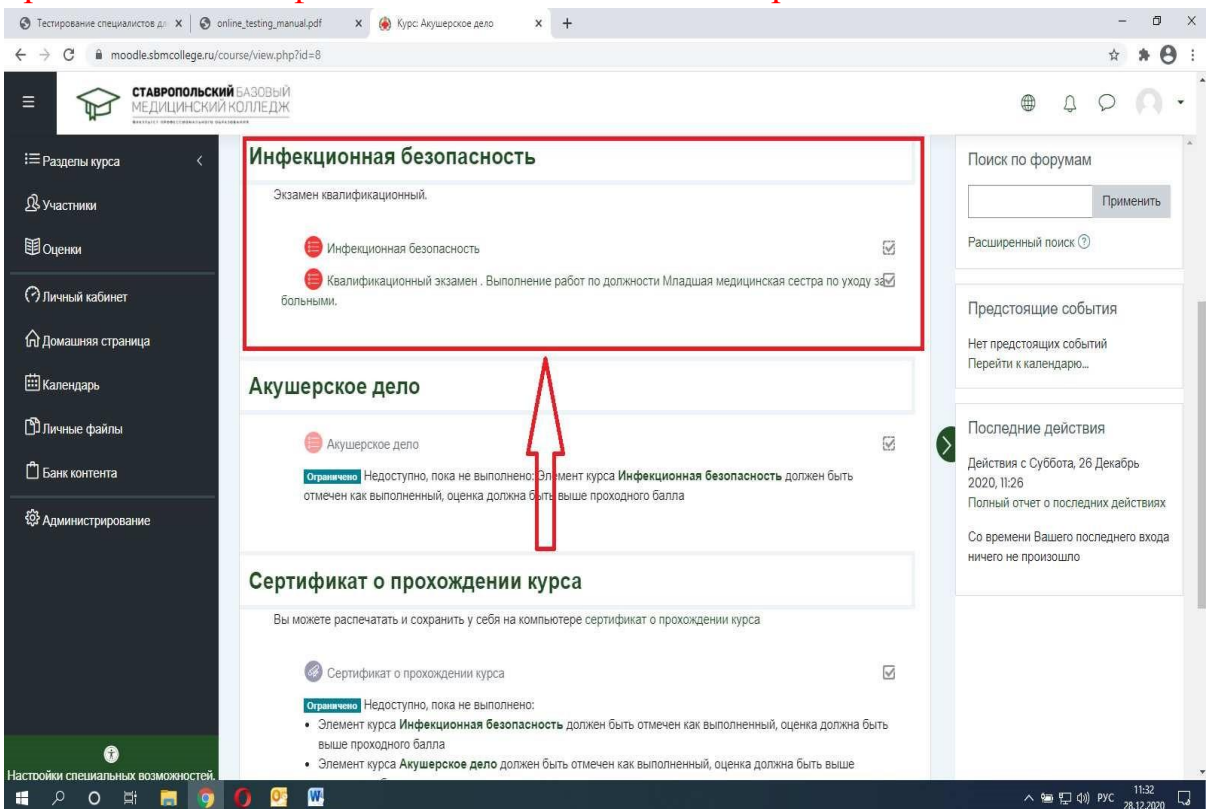 Тестирование специалистов дл
online_testing_manual.pdf
Курс: Акушерское дело
moodle.sbmcollege.ru/course/view.php?id=8
СТАВРОПОЛЬСКИЙ БАЗОВЫЙ
МЕДИЦИНСКИЙ КОЛЛЕДЖ
Разделы курса
Участники
Оценки
Личный кабинет
Домашняя страница
Календарь
Личные файлы
Банк контента
Администрирование
Настройки специальных возможностей.
Инфекционная безопасность
Экзамен квалификационный.
Инфекционная безопасность
Квалификационный экзамен . Выполнение работ по должности Младшая медицинская сестра по уходу за
больными.
Акушерское дело
Акушерское дело
Ограничено Недоступно, пока не выполнено: Элемент курса Инфекционная безопасность должен быть
отмечен как выполненный, оценка должна быть выше проходного балла
Сертификат о прохождении курса
Вы можете распечатать и сохранить у себя на компьютере сертификат о прохождении курса
Сертификат о прохождении курса
Ограничено Недоступно, пока не выполнено:
• Элемент курса Инфекционная безопасность должен быть отмечен как выполненный, оценка должна быть
выше проходного балла
• Элемент курса Акушерское дело должен быть отмечен как выполненный, оценка должна быть выше
Поиск по форумам
Применить
Расширенный поиск
Предстоящие события
Нет предстоящих событий
Перейти к календарю...
Последние действия
Действия с Суббота, 26 Декабрь
2020, 11:26
Полный отчет о последних действиях
Со времени Вашего последнего входа
ничего не произошло
РУС
11:32
28.12.2020